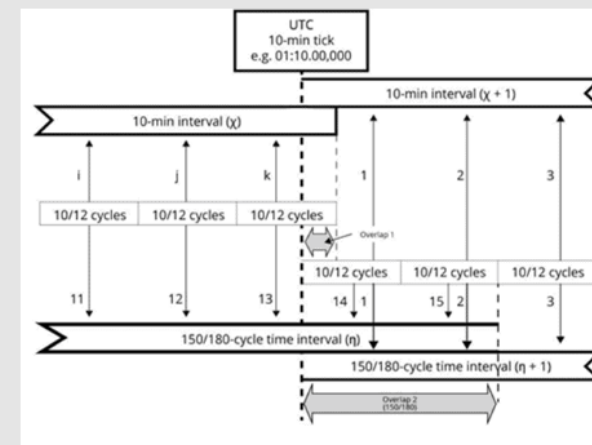 UTC
10-min tick
e.g. 01:10.00,000
10-min interval (χ + 1)
10-min interval (χ)
i
j
k
1
2
3
10/12 cycles
10/12 cycles
10/12 cycles
Overlap 1
10/12 cycles
10/12 cycles
10/12 cycles
11
12
13
14
1
15
2
3
150/180-cycle time interval (η)
150/180-cycle time interval (η + 1)
Overlap 2
(150/180)